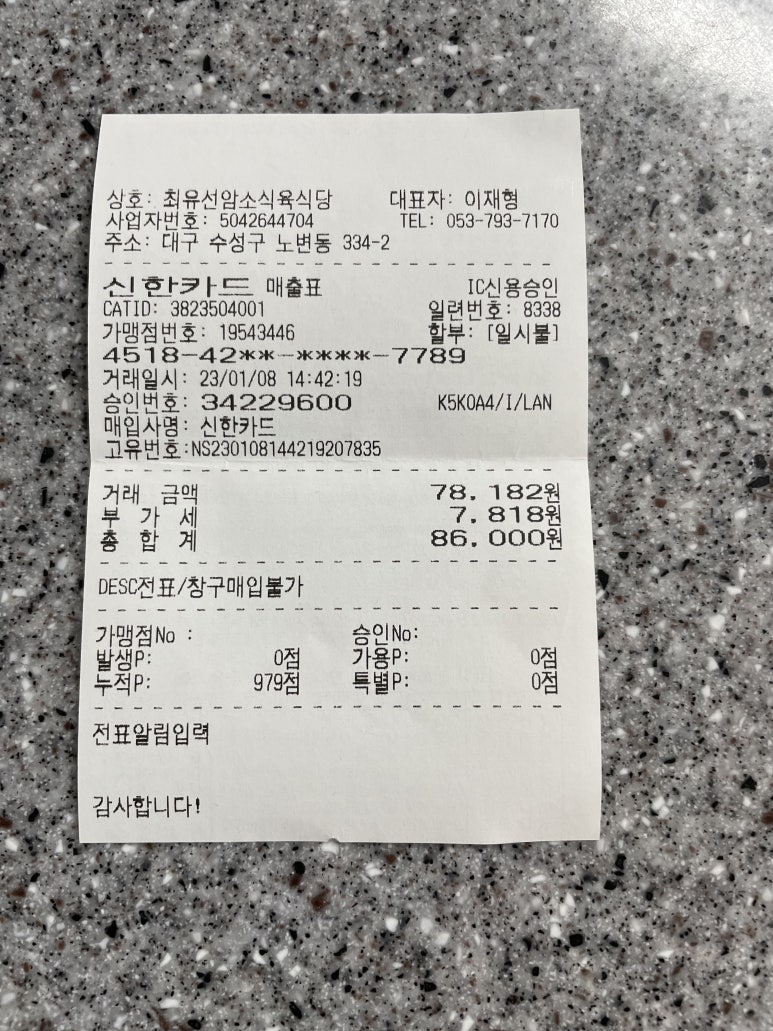 상호: 최유선암소식육식당 대표자: 이재형
사업자번호: 5042644704 TEL: 053-793-7170
주소: 대구 수성구 노변동 334-2
신한카드 매출표 IC신용승인
CATID: 3823504001 일련번호: 8338
가맹점번호: 19543446 할부: [일시불]
4518-42**-****-7789
거래일시: 23/01/08 14:42:19
승인번호: 34229600 K5K0A4/I/LAN
매입사명: 신한카드
고유번호:NS230108144219207835
거래 금액 78,182원
부 가 세 7,818원
총 합 계 86,000원
DESC전표/창구매입불가
가맹점No : 승인No:
발생P: 0점 가용P: 0점
누적P: 979점 특별P: 0점
전표알림입력
감사합니다!